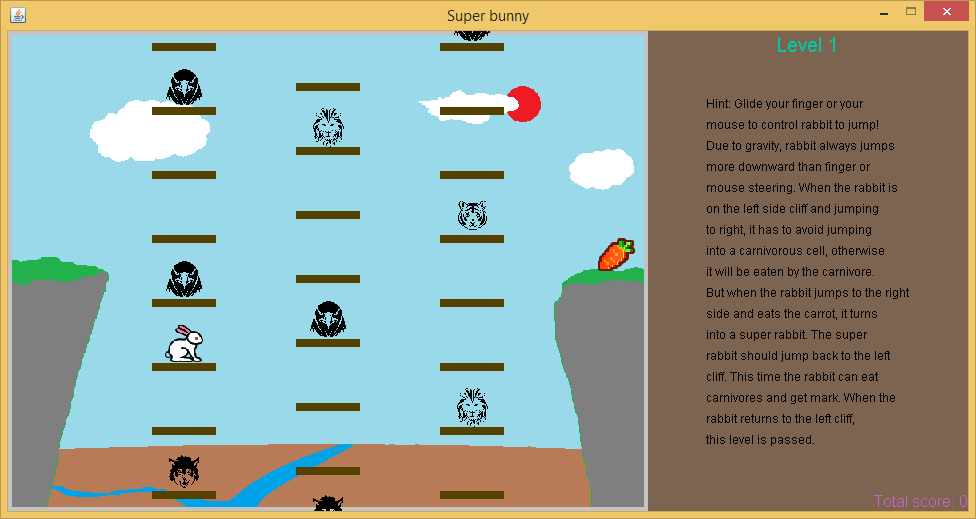 Super bunny
Level 1
Hint: Glide your finger or your
mouse to control rabbit to jump!
Due to gravity, rabbit always jumps
more downward than finger or
mouse steering. When the rabbit is
on the left side cliff and jumping
to right, it has to avoid jumping
into a carnivorous cell, otherwise
it will be eaten by the carnivore.
But when the rabbit jumps to the right
side and eats the carrot, it turns
into a super rabbit. The super
rabbit should jump back to the left
cliff. This time the rabbit can eat
carnivores and get mark. When the
rabbit returns to the left cliff,
this level is passed.
Total score: 0